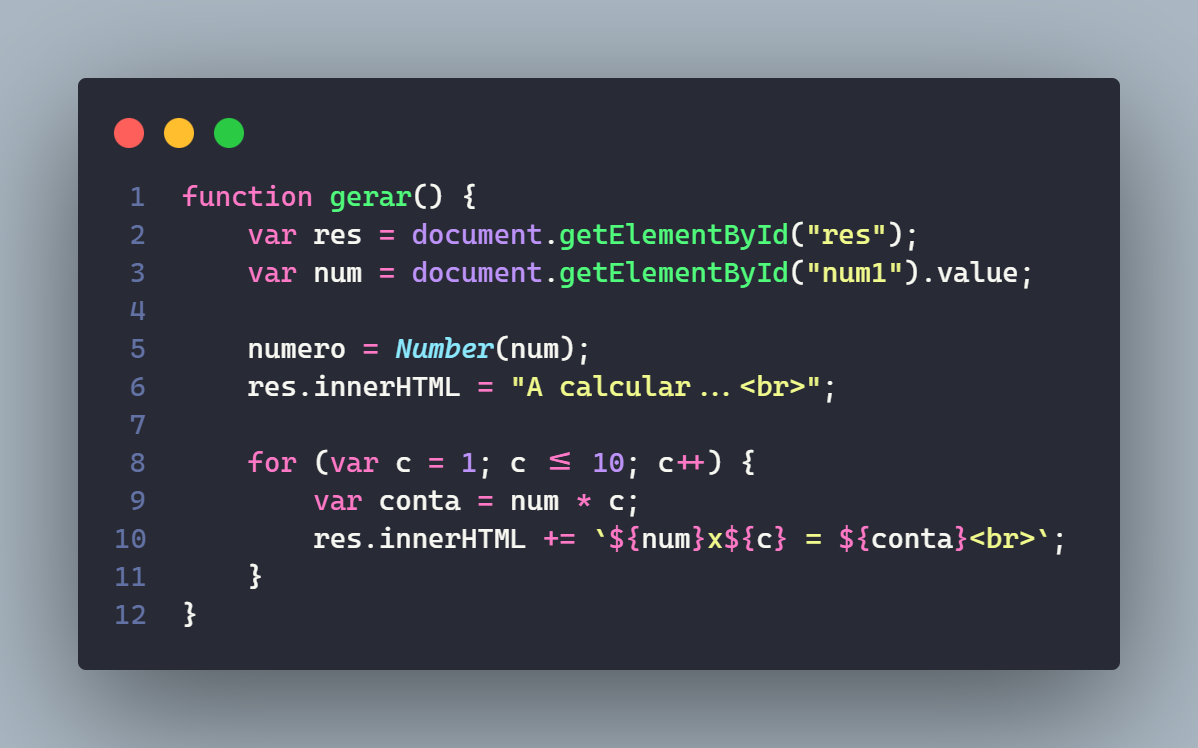 1 function gerar() {
2 var res = document.getElementById("res");
3 var num = document.getElementById("num1").value;
4
5 numero = Number(num);
6 res.innerHTML = "A calcular...<br>";
7
8 for (var c = 1; c <= 10; c++) {
9 var conta = num * c;
10 res.innerHTML += `${num}x${c} = ${conta}<br>`;
11 }
12 }